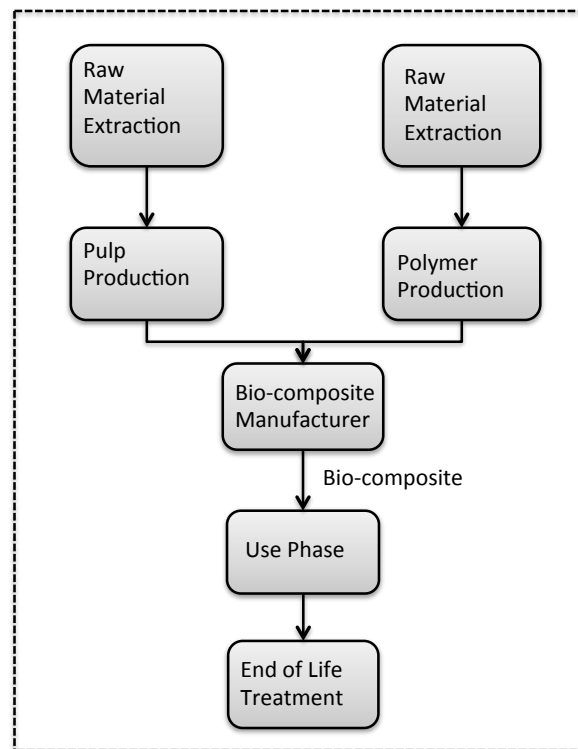 Raw
Material
Extraction
Raw
Material
Extraction
Pulp
Production
Polymer
Production
Bio-composite
Manufacturer
Bio-composite
Use Phase
End of Life
Treatment